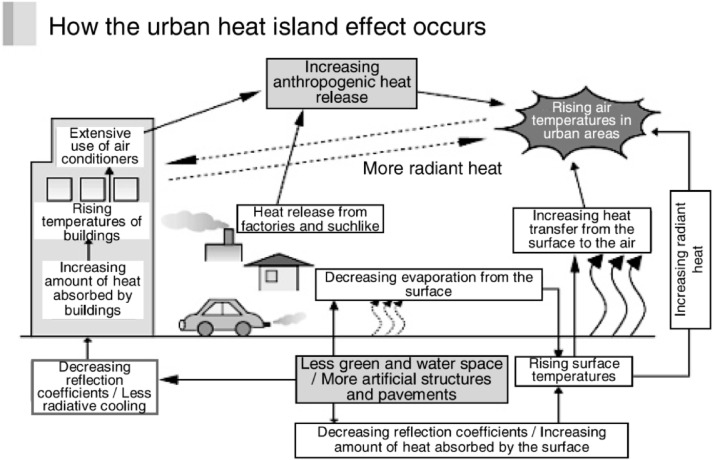 How the urban heat island effect occurs
Increasing
anthropogenic heat
release
Rising air
temperatures in
urban areas
Extensive
use of air
conditioners
More radiant heat
Rising
temperatures of
buildings
Heat release from
factories and suchlike
Increasing heat
transfer from the
surface to the air
Increasing radiant
heat
Increasing
amount of heat
absorbed by
buildings
Decreasing evaporation from the
surface
Decreasing
reflection
coefficients / Less
radiative cooling
Less green and water space
/ More artificial structures
and pavements
Rising surface
temperatures
Decreasing reflection coefficients / Increasing
amount of heat absorbed by the surface